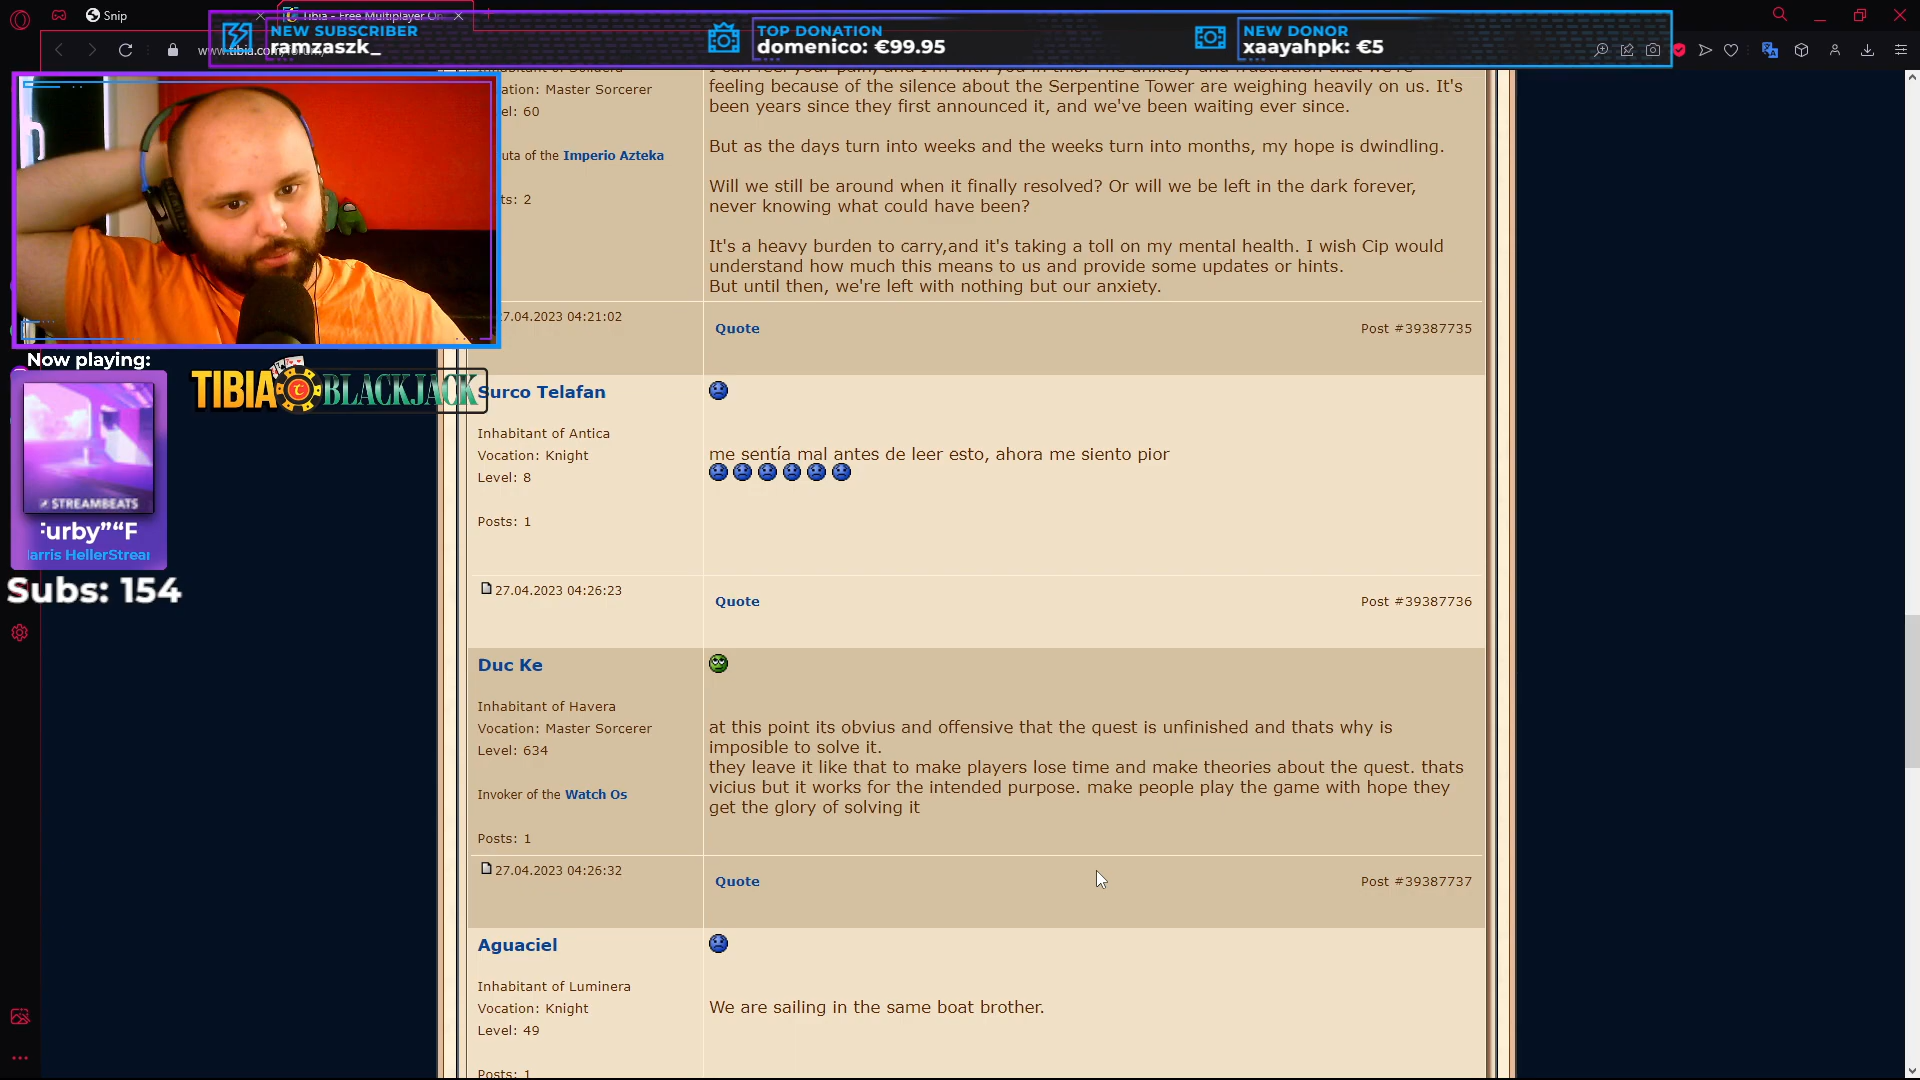 Snip
Tibia - Free Multiplayer On
NEW SUBSCRIBER
ramzaszk_
TOP DONATION
domenico: €99.95
NEW DONOR
xaayahpk: €5
Vocation: Master Sorcerer
Level: 60
Imperio Azteka
Posts: 2
feeling because of the silence about the Serpentine Tower are weighing heavily on us. It's
been years since they first announced it, and we've been waiting ever since.
But as the days turn into weeks and the weeks turn into months, my hope is dwindling.
Will we still be around when it finally resolved? Or will we be left in the dark forever,
never knowing what could have been?
It's a heavy burden to carry,and it's taking a toll on my mental health. I wish Cip would
understand how much this means to us and provide some updates or hints.
But until then, we're left with nothing but our anxiety.
27.04.2023 04:21:02
Quote
Post #39387735
Now playing:
STREAMBEATS
Subs: 154
TIBIA BLACKJACK
Surco Telafan
Inhabitant of Antica
Vocation: Knight
Level: 8
Posts: 1
me sentía mal antes de leer esto, ahora me siento pior
27.04.2023 04:26:23
Quote
Post #39387736
Duc Ke
Inhabitant of Havera
Vocation: Master Sorcerer
Level: 634
Invoker of the Watch Os
Posts: 1
at this point its obvius and offensive that the quest is unfinished and thats why is
imposible to solve it.
they leave it like that to make players lose time and make theories about the quest. thats
vicius but it works for the intended purpose. make people play the game with hope they
get the glory of solving it
27.04.2023 04:26:32
Quote
Post #39387737
Aguaciel
Inhabitant of Luminera
Vocation: Knight
Level: 49
Posts: 1
We are sailing in the same boat brother.